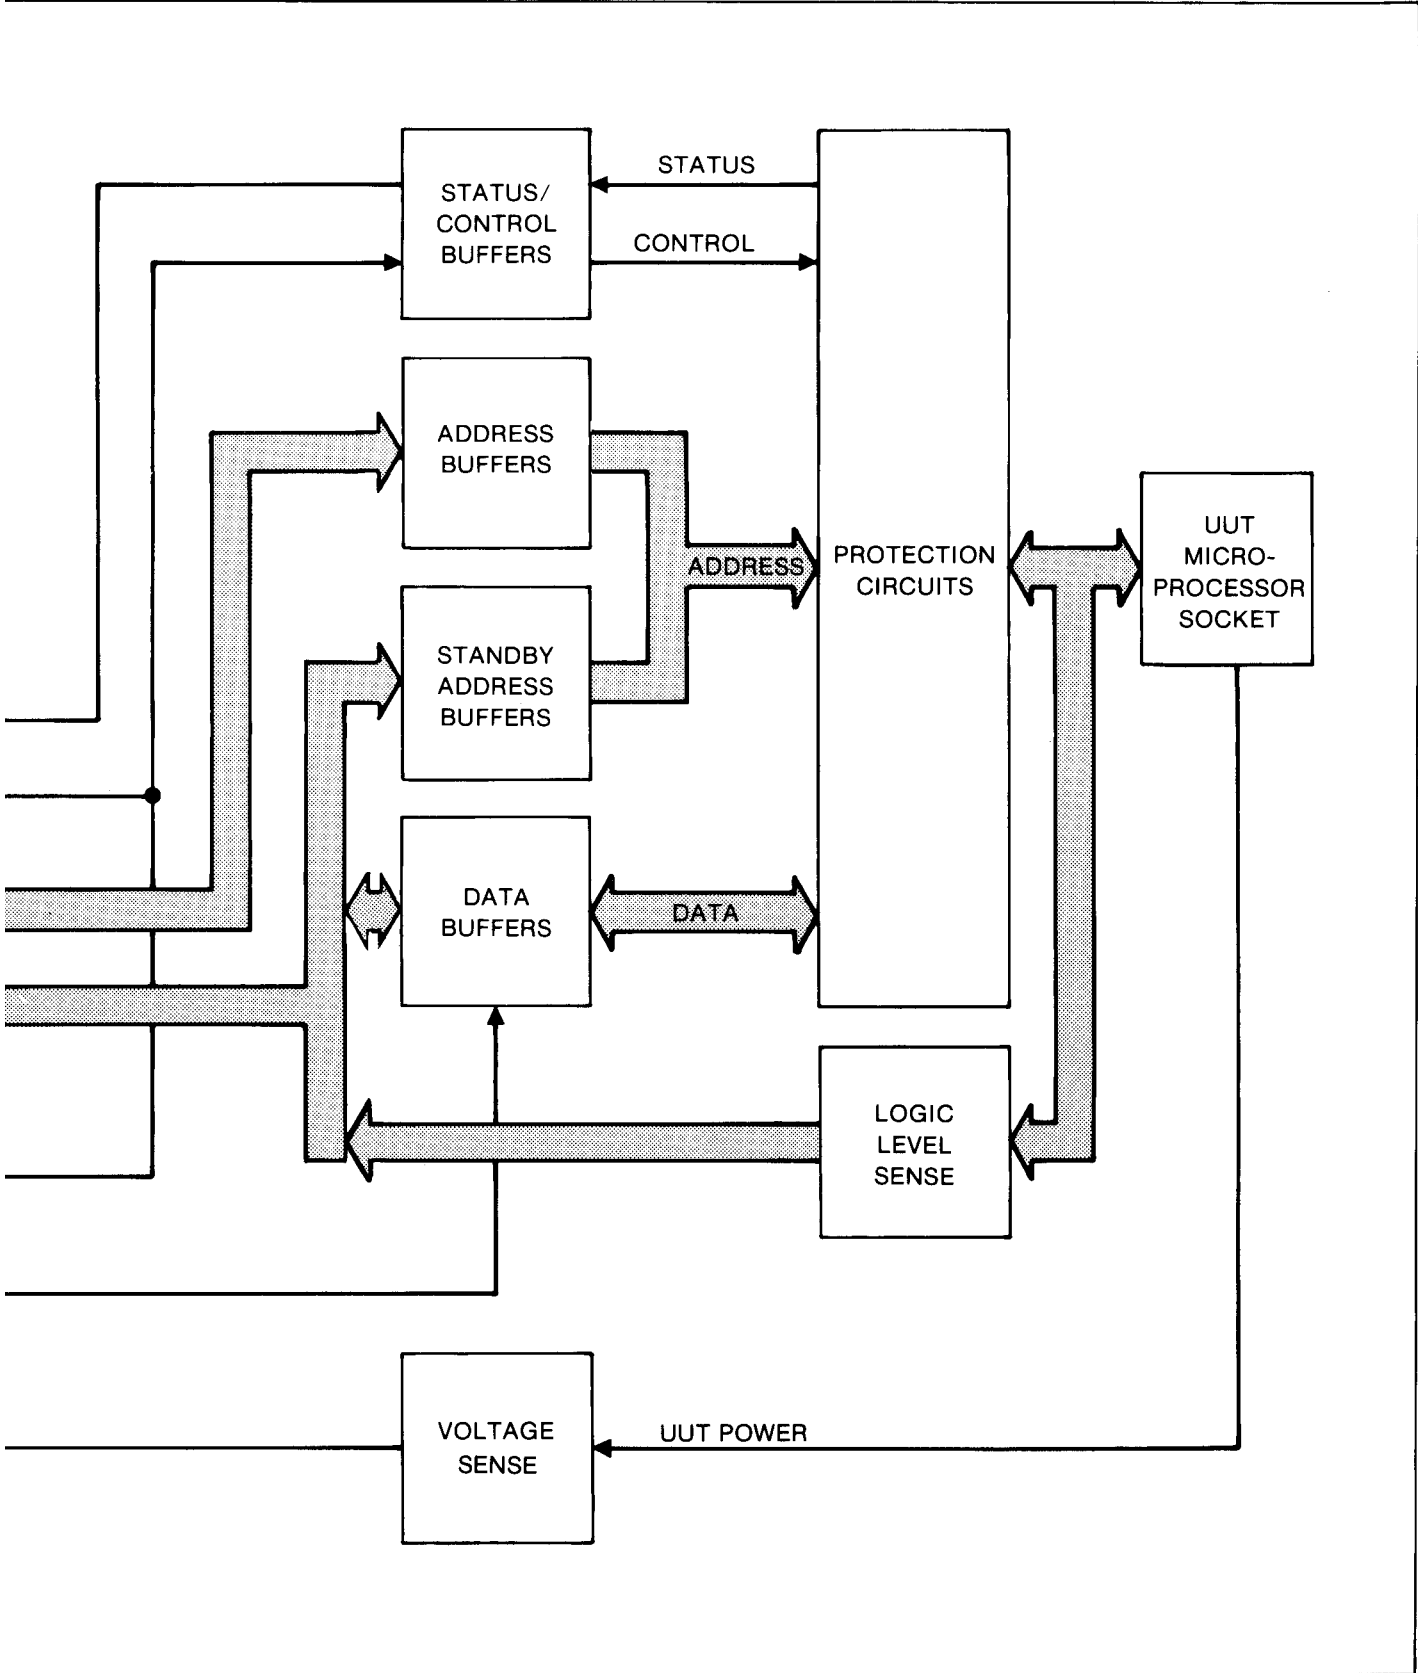 STATUS/
CONTROL
BUFFERS
STATUS
CONTROL
ADDRESS
BUFFERS
ADDRESS
STANDBY
ADDRESS
BUFFERS
PROTECTION
CIRCUITS
UUT
MICRO-
PROCESSOR
SOCKET
DATA
BUFFERS
DATA
LOGIC
LEVEL
SENSE
VOLTAGE
SENSE
UUT POWER